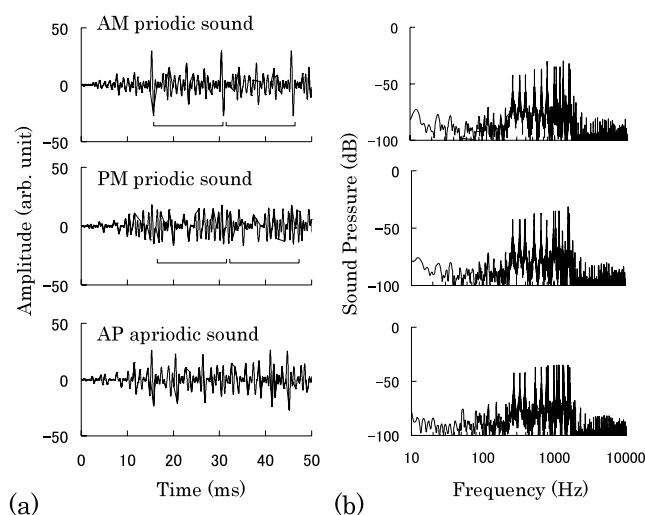 AM priodic sound
50
0
−50
PM priodic sound
50
0
−50
AP apriodic sound
50
0
−50
0 10 20 30 40 50
Time (ms)
Amplitude (arb. unit)
(a)
0
−50
−100
0
−50
−100
0
−50
−100
10 100 1000 10000
Frequency (Hz)
Sound Pressure (dB)
(b)